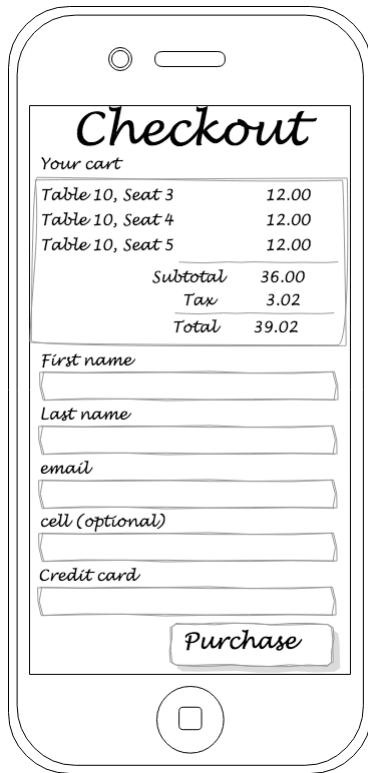 Checkout
Your cart
Table 10, Seat 3 12.00
Table 10, Seat 4 12.00
Table 10, Seat 5 12.00
Subtotal 36.00
Tax 3.02
Total 39.02
First name
Last name
email
cell (optional)
Credit card
Purchase